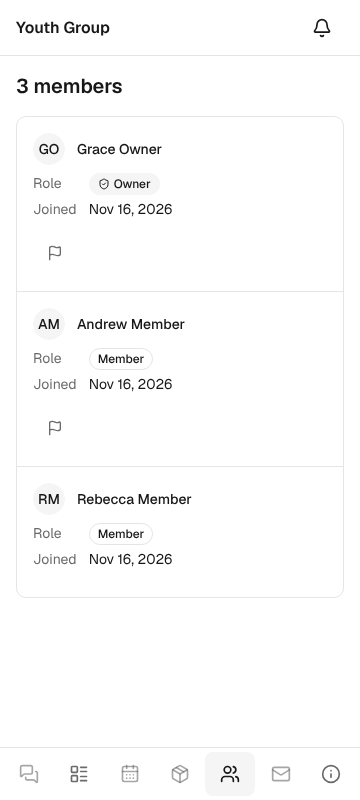 Youth Group
3 members
GO Grace Owner
Role Owner
Joined Nov 16, 2026
AM Andrew Member
Role Member
Joined Nov 16, 2026
RM Rebecca Member
Role Member
Joined Nov 16, 2026